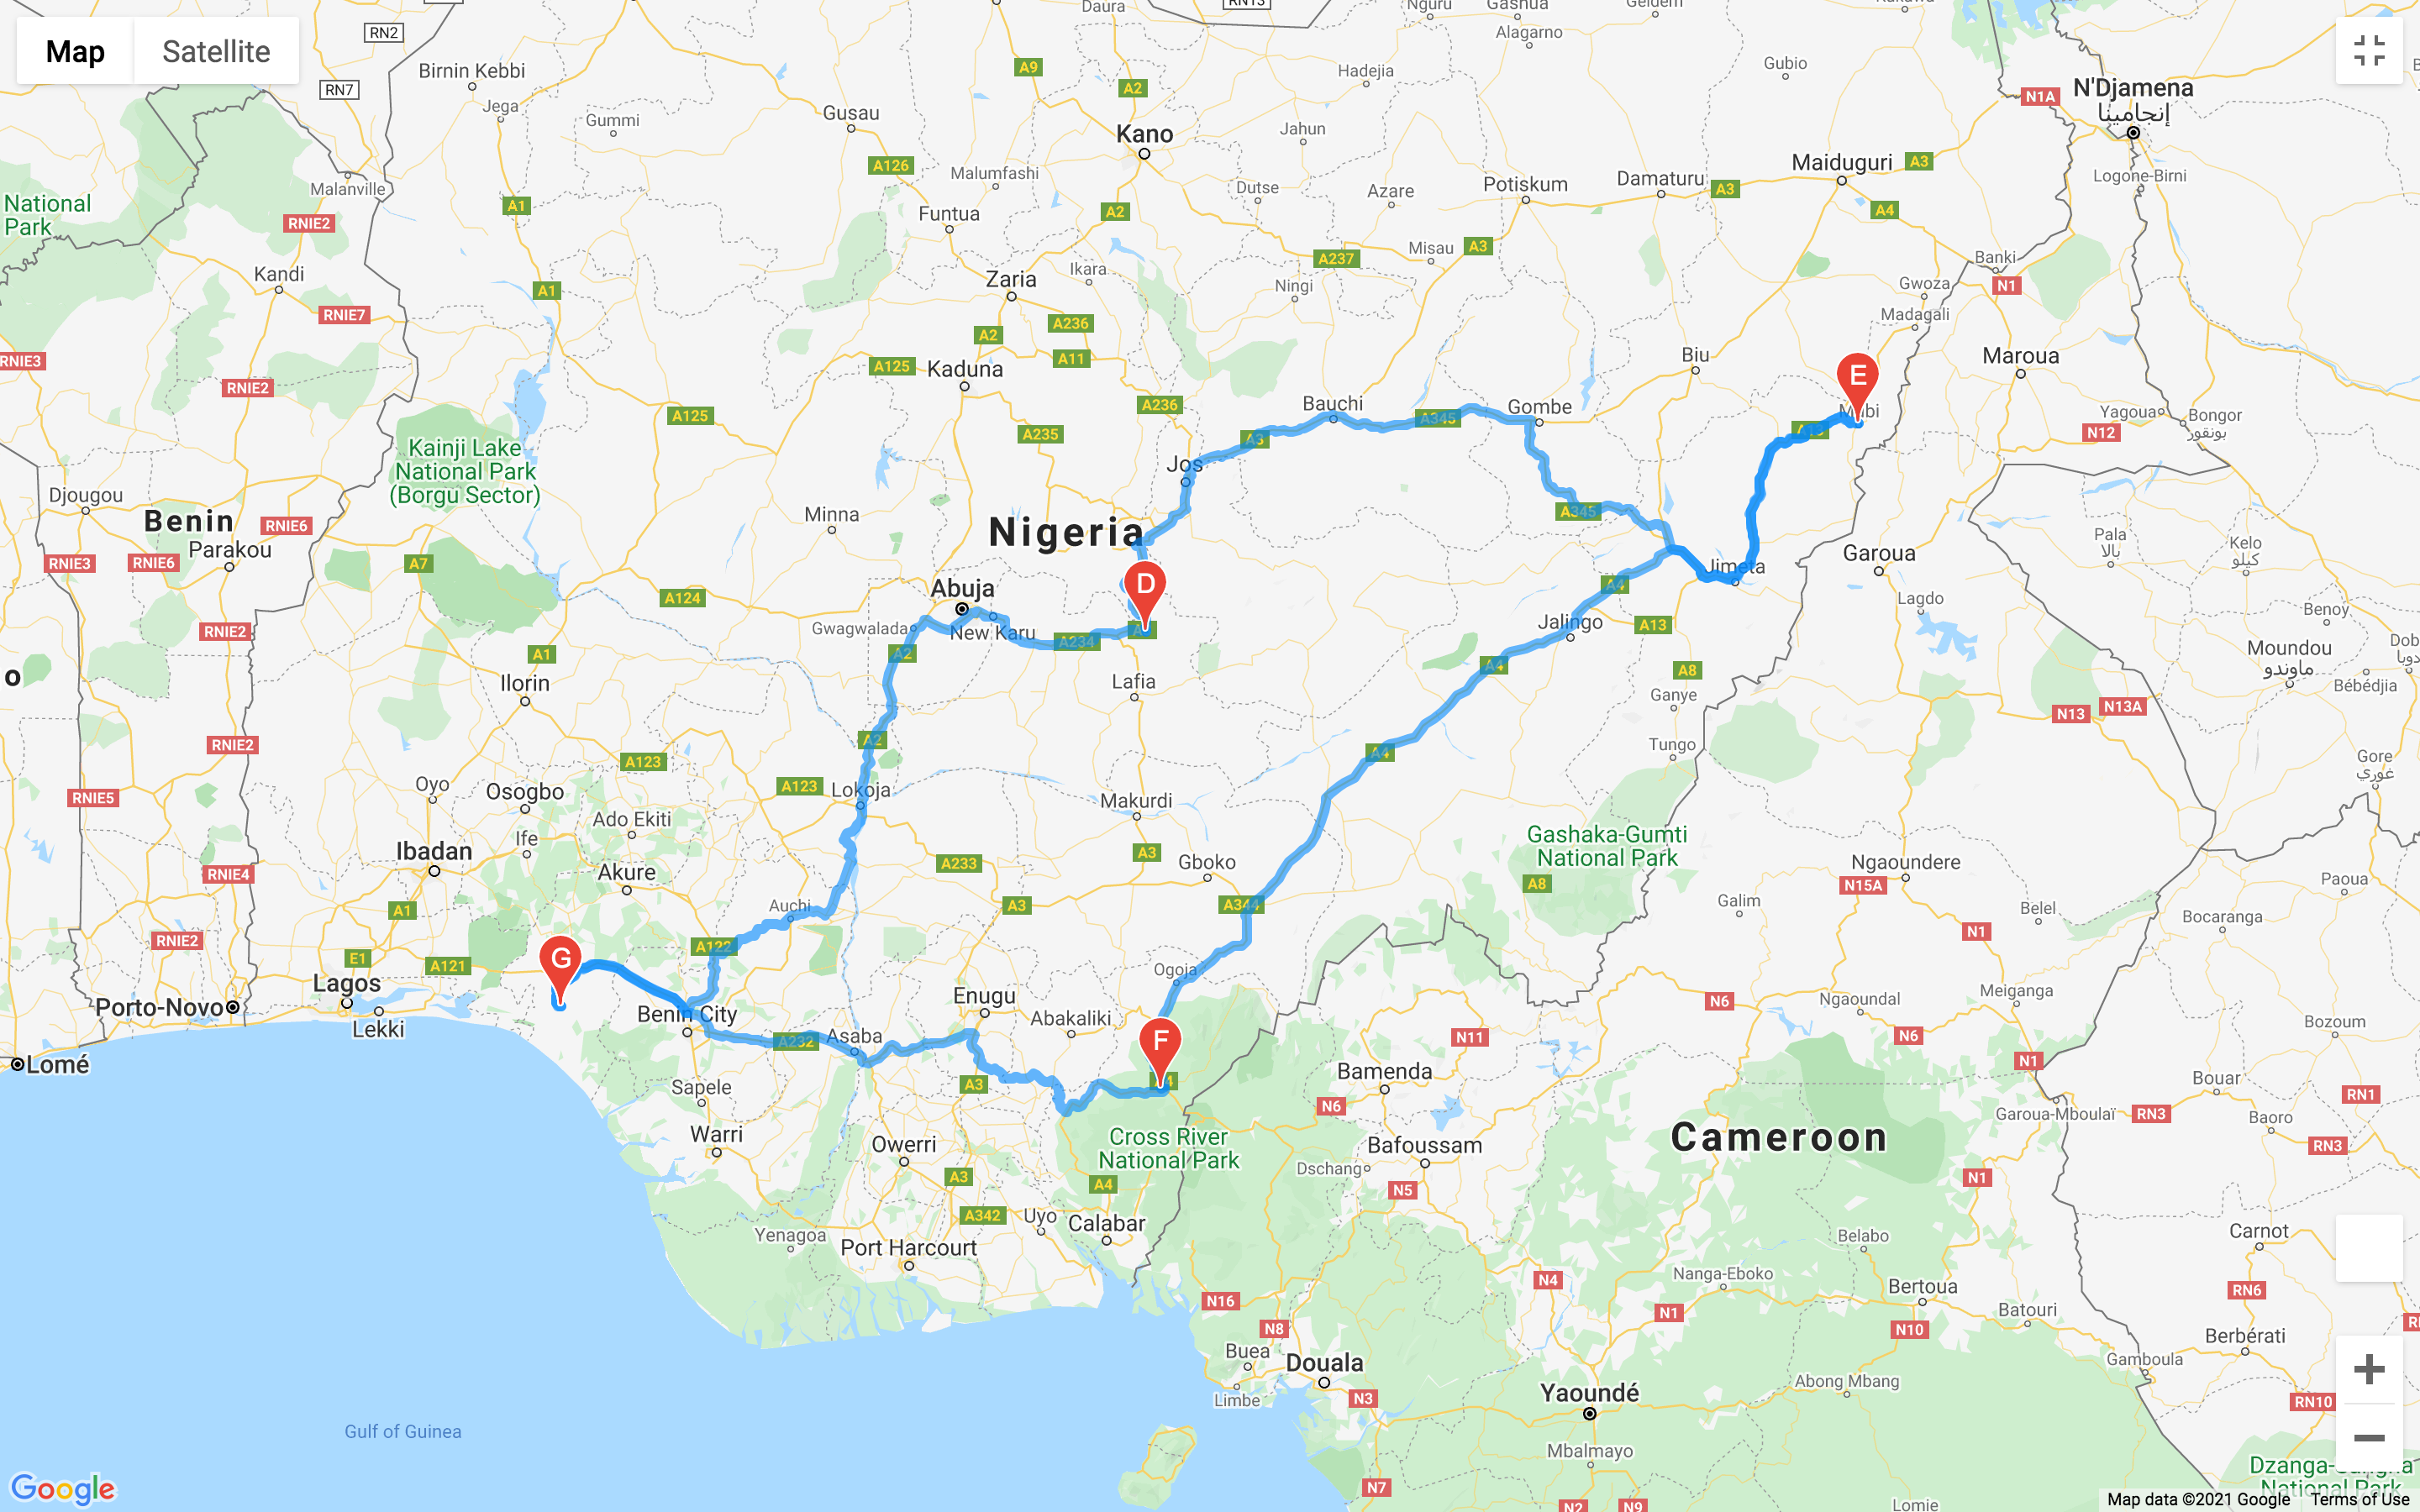 Map
Satellite
RN2
RN7
RN13
Daura
Nguru
Gashua
Geidem
Alagarno
Gubio
N'Djamena
إنجامينا
N1A
Logone-Birni
Birnin Kebbi
Jega
Gummi
Gusau
A9
A2
Kano
Jahun
Hadejia
Malumfashi
A126
Dutse
Azare
Potiskum
Damaturu
A3
Maiduguri
A3
A4
Malanville
RNIE2
National
Park
A1
Funtua
A2
Misau
A3
A237
Banki
N1
Kandi
RNIE7
A1
Zaria
Ikara
Ningi
Gwoza
Madagali
A2
A236
A11
RNIE3
RNIE2
A125
Kaduna
A125
A236
A235
Biu
Maroua
Yagoua
Bongor
بونقور
N12
E
Bauchi
A345
Gombe
A3
Jos
Kainji Lake
National Park
(Borgu Sector)
Djougou
Benin
RNIE6
Parakou
RNIE3
RNIE6
A7
Minna
Nigeria
A345
Jimeta
Garoua
Pala
بالا
Kelo
كيلو
Lagdo
Benoy
Moundou
ماوندو
Bébédjia
A124
Abuja
Gwagwalada
New Karu
A234
D
A4
Jalingo
A13
A8
Ganye
RNIE2
A1
Ilorin
A2
Lafia
A4
N13
N13A
Tungo
RNIE2
A2
A123
A4
Gore
غوري
Oyo
Osogbo
A123
Lokoja
Makurdi
RNIE5
Ado Ekiti
Ife
Ibadan
Akure
A233
A3
Gboko
Gashaka-Gumti
National Park
A8
Ngaoundere
N15A
Paoua
RNIE4
A1
Auchi
A3
A344
Galim
Belel
Bocaranga
N1
RNIE2
E1
A121
A122
G
Ogoja
Lagos
Porto-Novo
Lekki
Benin City
A232
Asaba
Enugu
Abakaliki
N6
Ngaoundal
Meiganga
N6
Bozoum
N11
N1
Lomé
F
A3
Sapele
Bamenda
N6
Bouar
Garoua-Mboulaï
RN3
RN1
Baoro
RN3
Warri
Owerri
Cross River
National Park
Bafoussam
Dschang
Cameroon
A3
A4
N5
N1
A342
Uyo
Calabar
Yenagoa
Port Harcourt
Belabo
Carnot
N4
Nanga-Eboko
Bertoua
RN6
N16
N1
Batouri
N8
N10
Berbérati
Buea
Douala
Gamboula
Limbe
N3
Yaoundé
Abong Mbang
RN10
Gulf of Guinea
Mbalmayo
N7
N2
N9
Lomie
Google
Map data ©2021 Google
Terms of Use